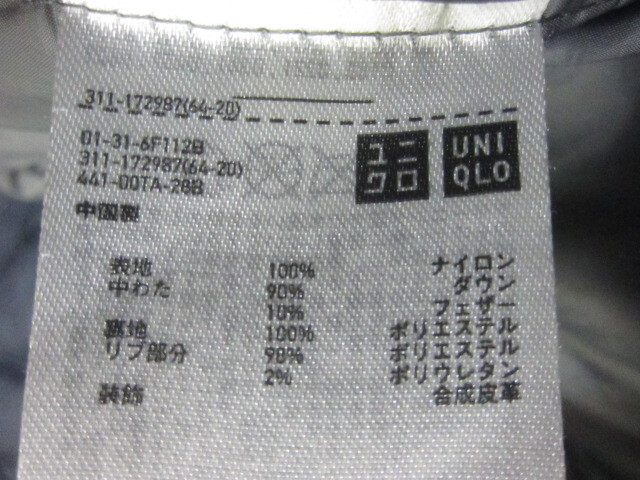 311-172987(64-20)
01-31-6F112B
311-172987(64-20)
441-00TA-28B
中国製
ユニクロ
UNIQLO
表地 100% ナイロン
中わた 90% ダウン
10% フェザー
裏地 100% ポリエステル
リブ部分 98% ポリエステル
2% ポリウレタン
装飾 合成皮革